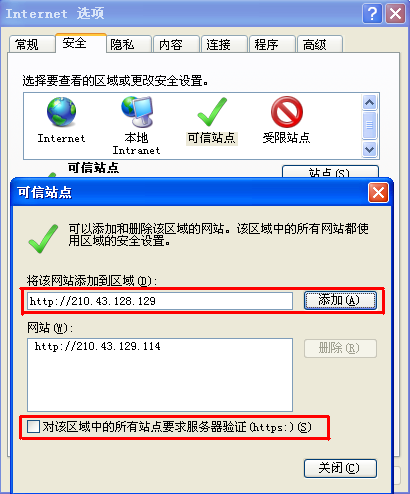 Internet 选项
常规 安全 隐私 内容 连接 程序 高级
选择要查看的区域或更改安全设置。
Internet 本地 可信站点 受限站点
Intranet
可信站点 站点(S)
可信站点
可以添加和删除该区域的网站。该区域中的所有网站都使
用区域的安全设置。
将该网站添加到区域(D):
http://210.43.128.129 添加(A)
网站(W):
http://210.43.129.114 删除(R)
对该区域中的所有站点要求服务器验证(https:)(S)
关闭(C)